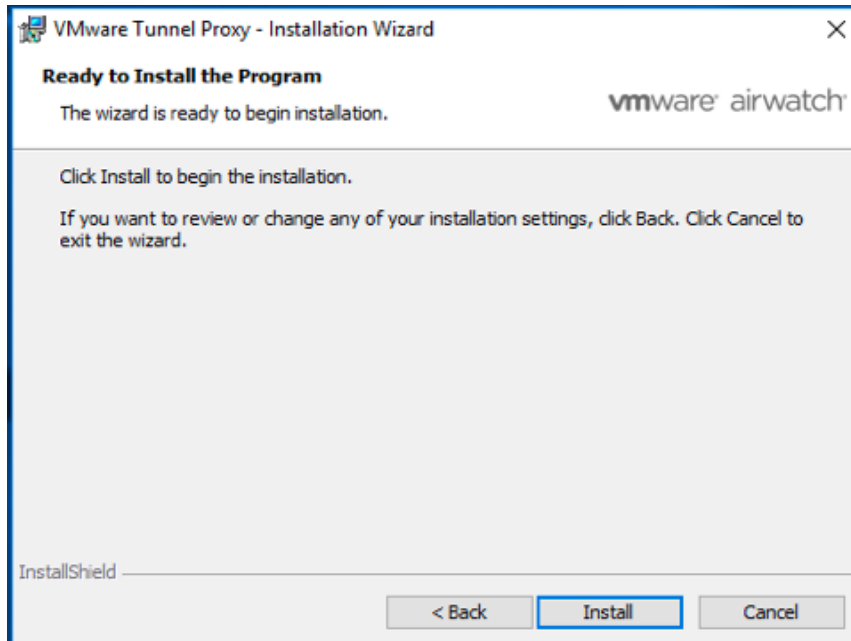 VMware Tunnel Proxy - Installation Wizard
Ready to Install the Program
The wizard is ready to begin installation.
vmware airwatch
Click Install to begin the installation.
If you want to review or change any of your installation settings, click Back. Click Cancel to
exit the wizard.
InstallShield
< Back
Install
Cancel